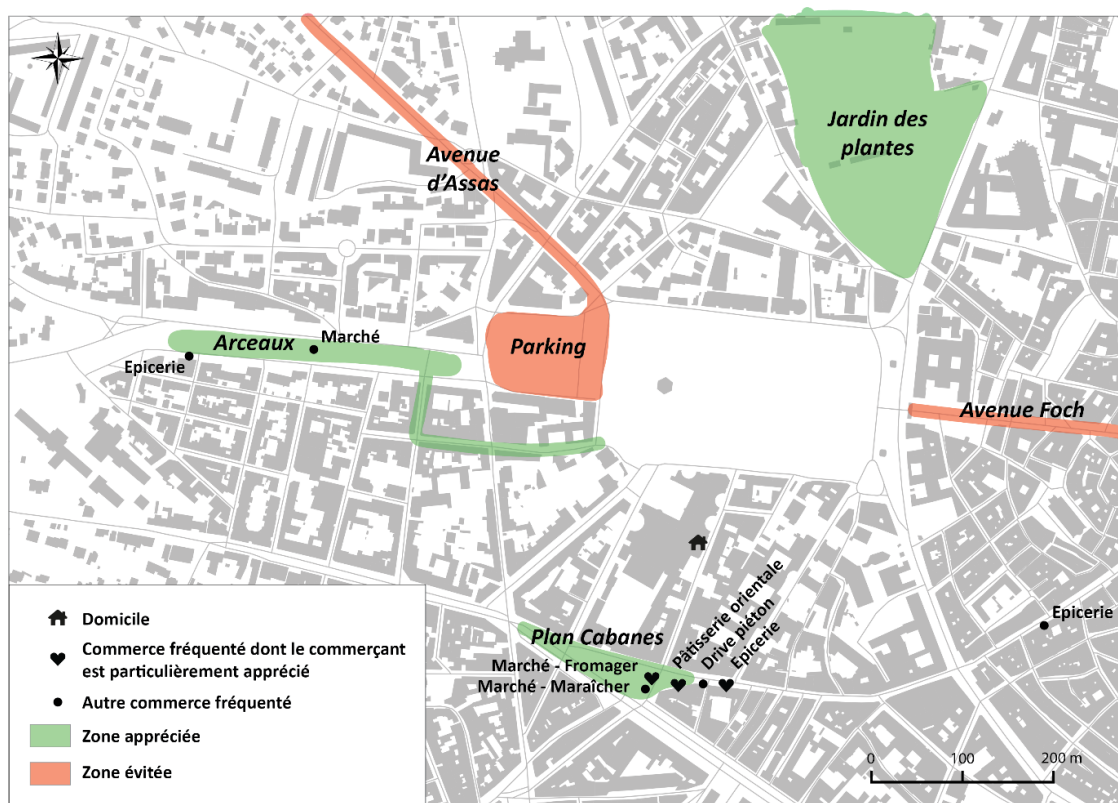 Jardin des
plantes
Avenue
d'Assas
Arceaux
Marché
Epicerie
Parking
Avenue Foch
Epicerie
Plan Cabanes
Pâtisserie orientale
Drive piéton
Epicerie
Marché - Fromager
Marché - Maraîcher
Domicile
Commerce fréquenté dont le commerçant
est particulièrement apprécié
Autre commerce fréquenté
Zone appréciée
Zone évitée
0 100 200 m